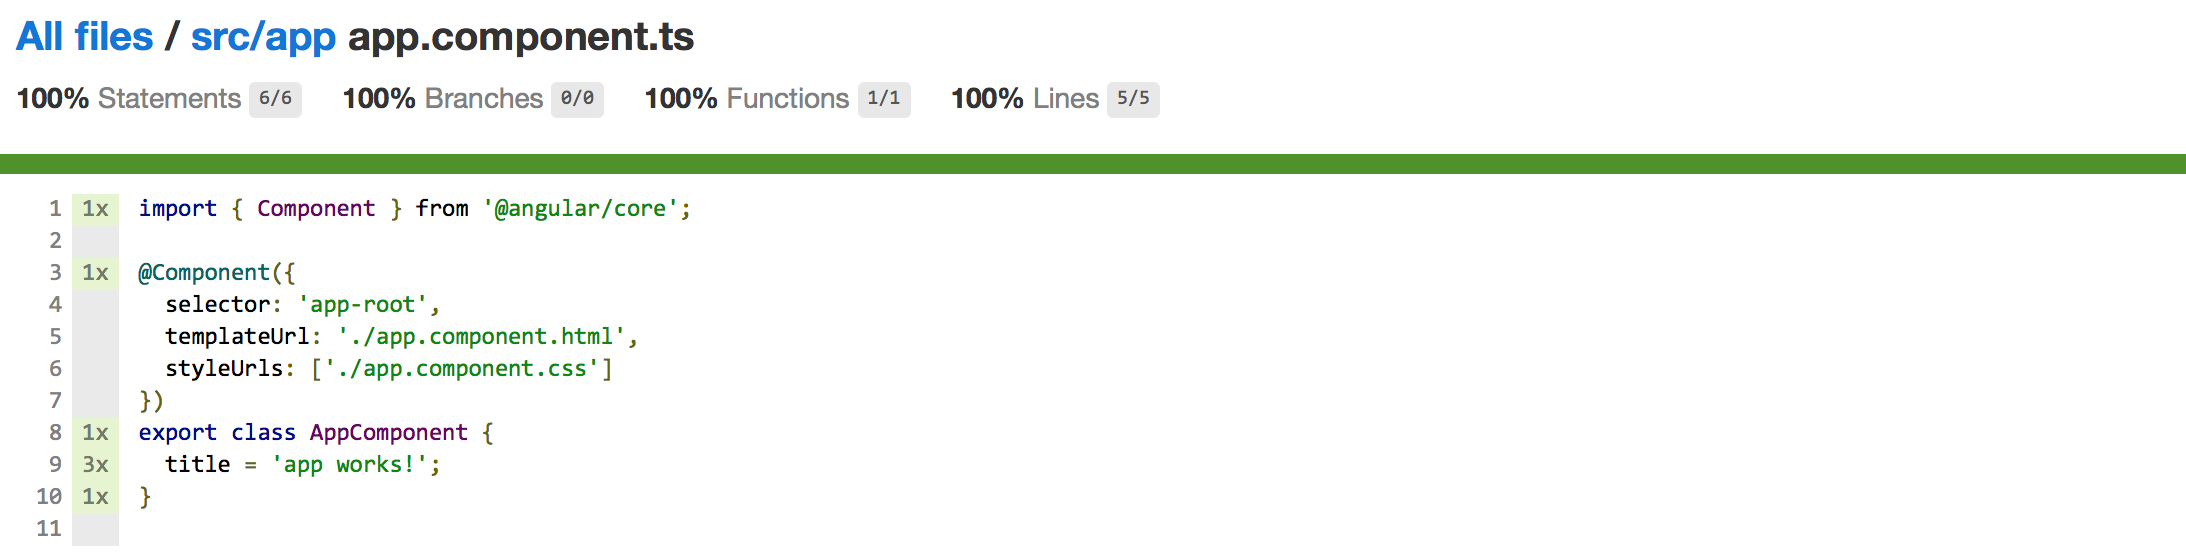 All files / src/app app.component.ts
100% Statements 6/6 100% Branches 0/0 100% Functions 1/1 100% Lines 5/5
1 1x import { Component } from '@angular/core';
2
3 1x @Component({
4 selector: 'app-root',
5 templateUrl: './app.component.html',
6 styleUrls: ['./app.component.css']
7 })
8 1x export class AppComponent {
9 3x title = 'app works!';
10 1x }
11